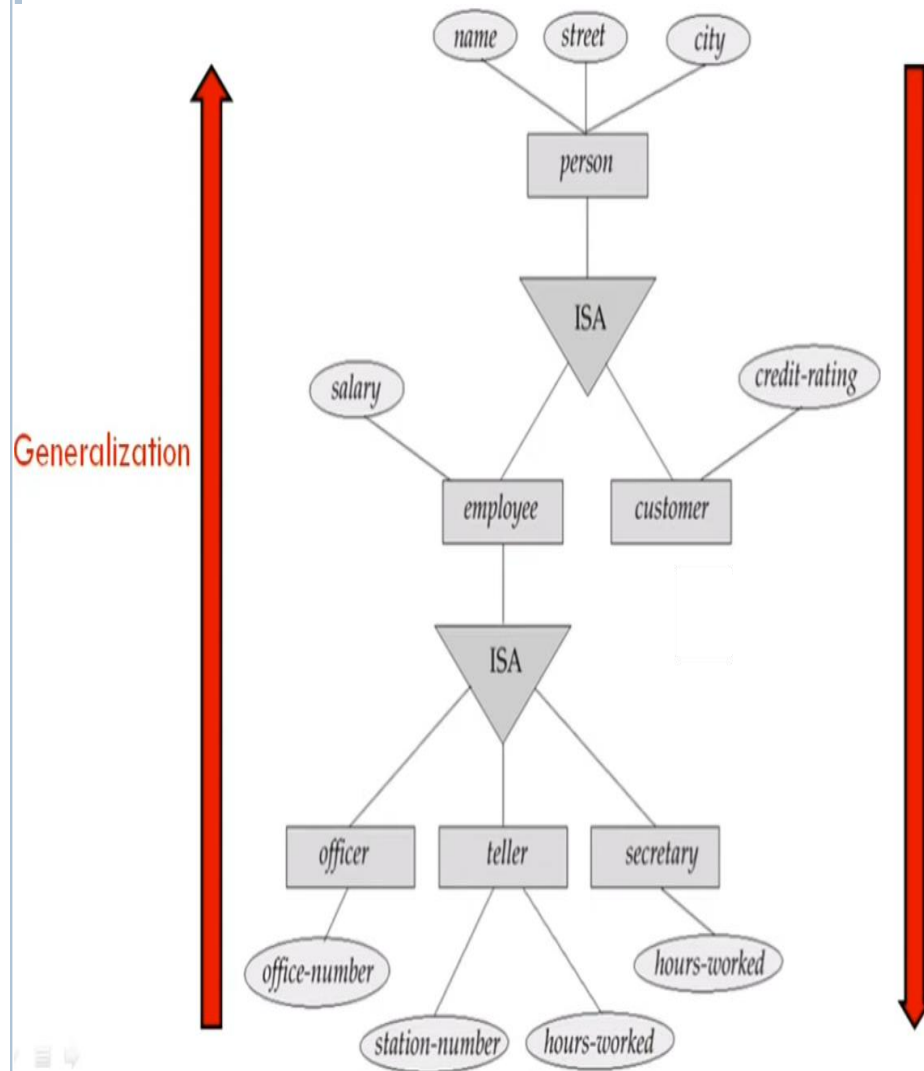 name
street
city
person
ISA
salary
credit-rating
Generalization
employee
customer
ISA
officer
teller
secretary
office-number
hours-worked
station-number
hours-worked